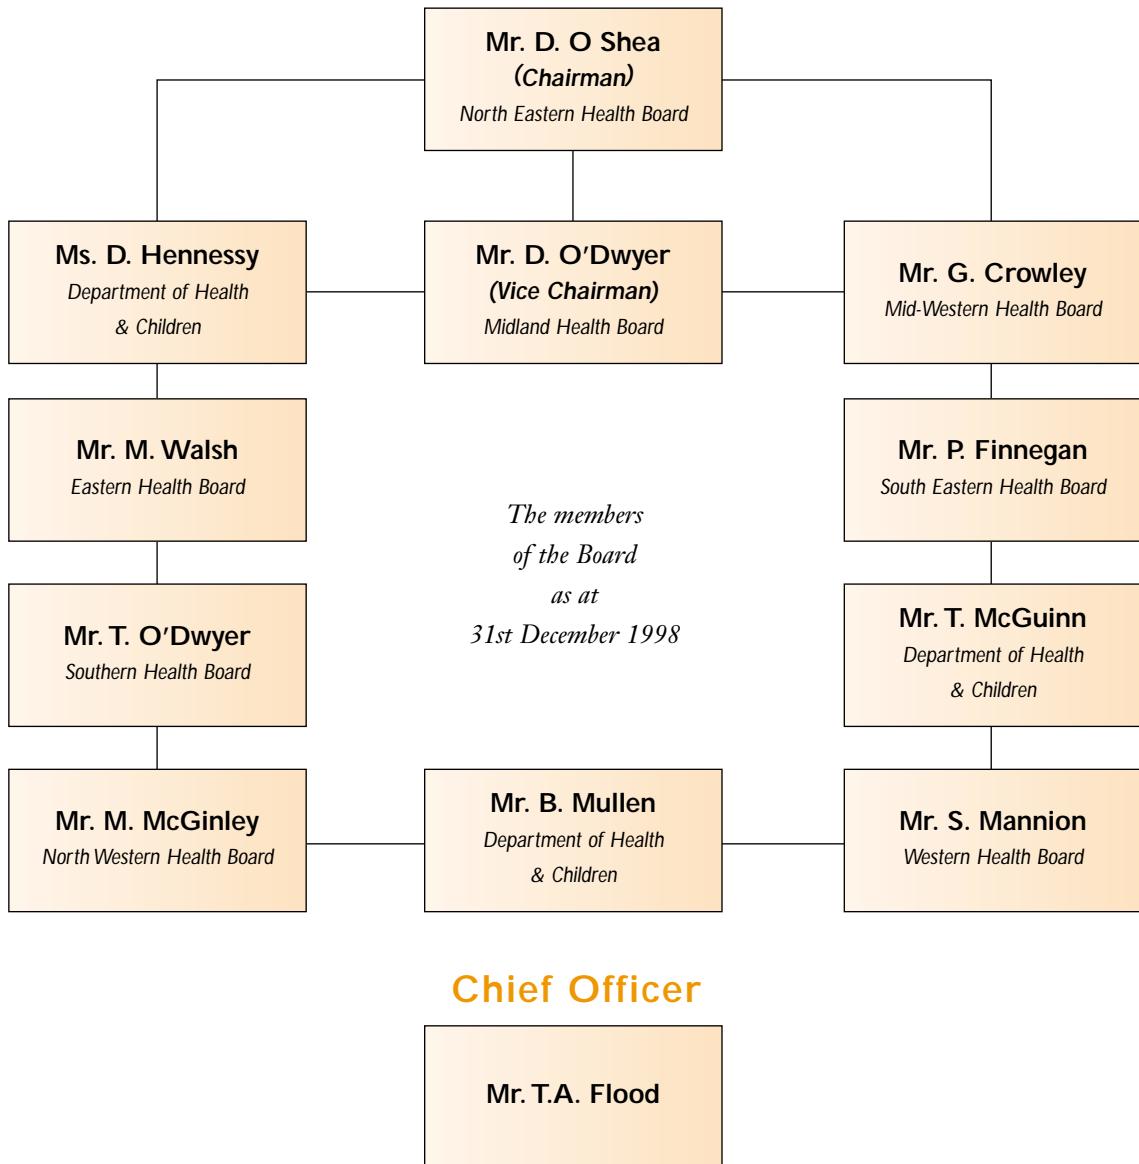 Mr. D. O Shea
(Chairman)
North Eastern Health Board
Ms. D. Hennessy
Department of Health
& Children
Mr. D. O'Dwyer
(Vice Chairman)
Midland Health Board
Mr. G. Crowley
Mid-Western Health Board
Mr. M. Walsh
Eastern Health Board
Mr. P. Finnegan
South Eastern Health Board
The members
of the Board
as at
31st December 1998
Mr. T. O'Dwyer
Southern Health Board
Mr. T. McGuinn
Department of Health
& Children
Mr. M. McGinley
North Western Health Board
Mr. B. Mullen
Department of Health
& Children
Mr. S. Mannion
Western Health Board
Chief Officer
Mr. T.A. Flood